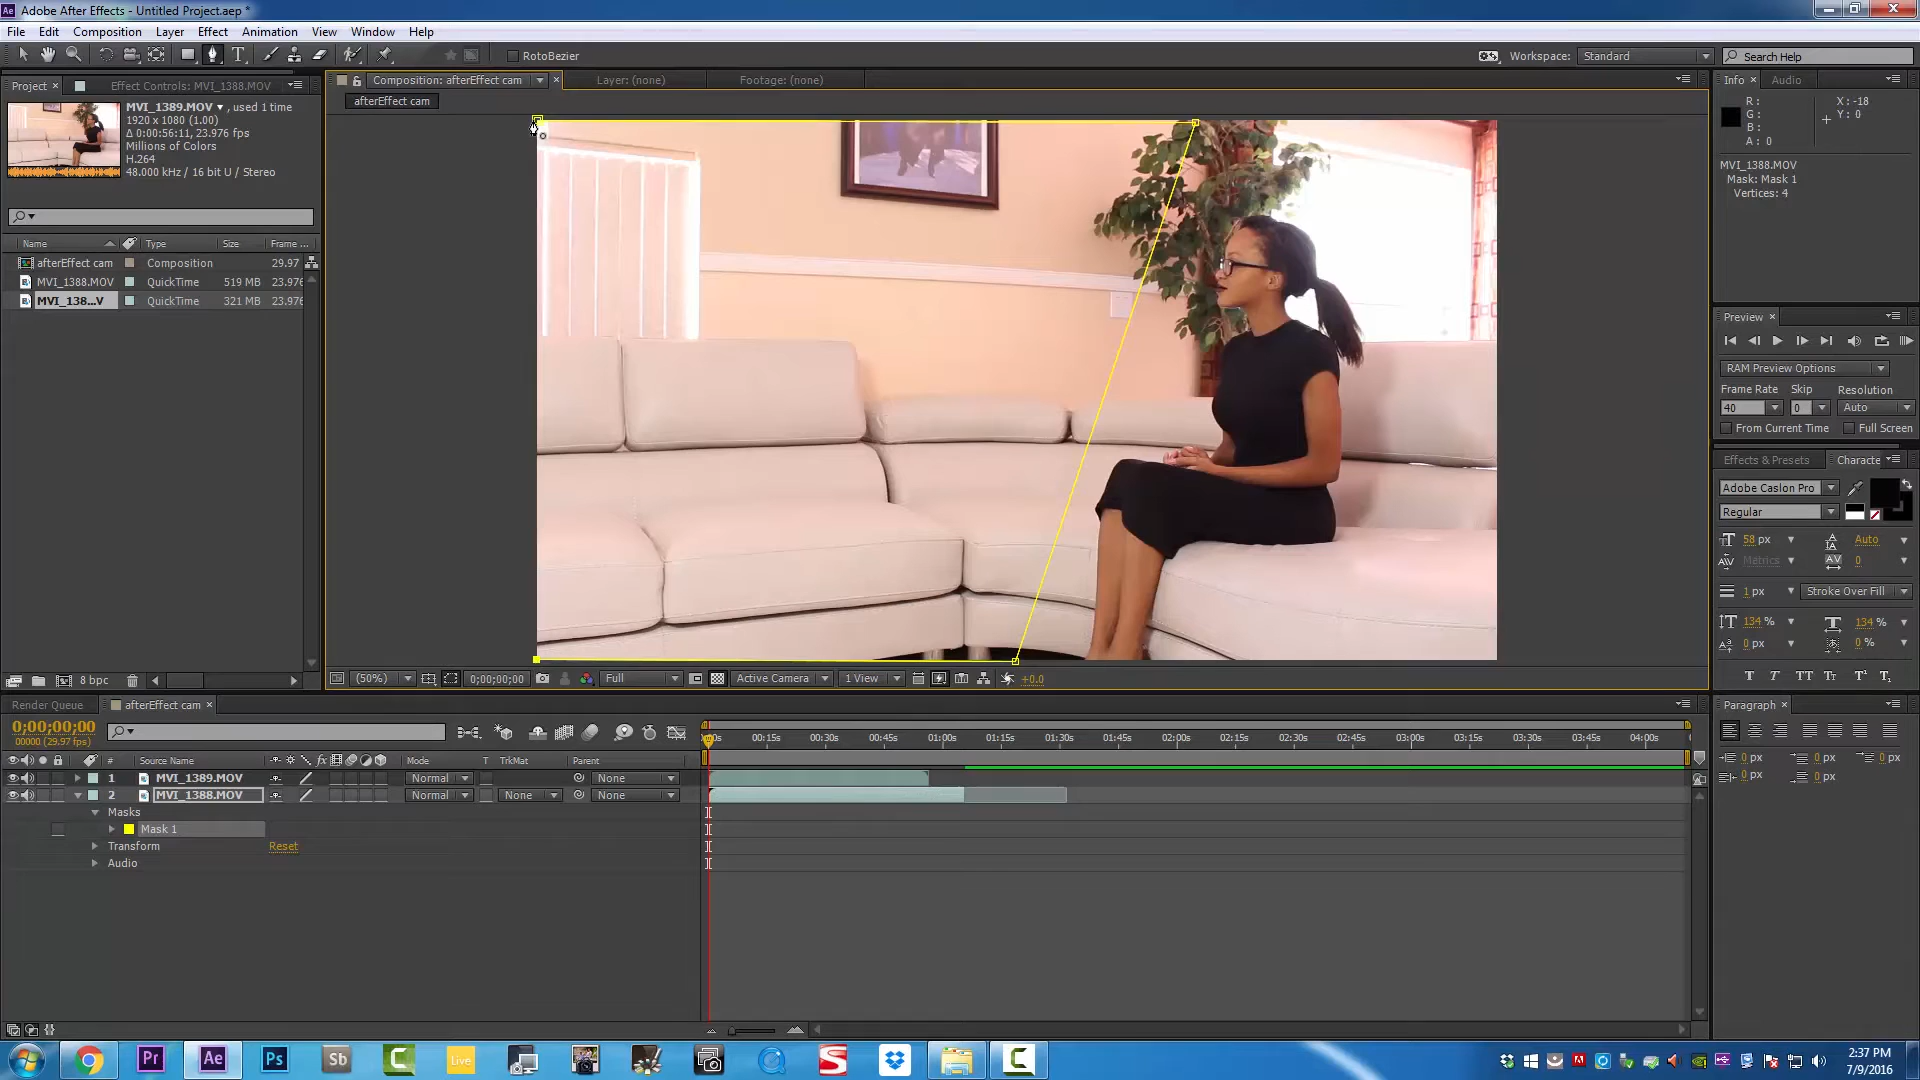 Adobe After Effects - Untitled Project.aep *
File Edit Composition Layer Effect Animation View Window Help
RotoBezier
Workspace: Standard
Search Help
Project × Effect Controls: MVI_1388.MOV
Composition: afterEffect cam Layer: (none) Footage: (none)
Info × Audio
afterEffect cam
MVI_1389.MOV , used 1 time
1920 x 1080 (1.00)
Δ 0:00:56:11, 23.976 fps
Millions of Colors
H.264
48.000 kHz / 16 bit U / Stereo
R :
G :
B :
A : 0
X : -18
Y : 0
MVI_1388.MOV
Mask: Mask 1
Vertices: 4
Name Type Size Frame ...
afterEffect cam Composition 29.97
MVI_1388.MOV QuickTime 519 MB 23.976
MVI_138...V QuickTime 321 MB 23.976
Preview ×
RAM Preview Options
Frame Rate Skip Resolution
40 0 Auto
From Current Time Full Screen
Effects & Presets Characte
Adobe Caslon Pro
Regular
58 px Auto
Metrics 0
1 px Stroke Over Fill
134 % 134 %
0 px 0 %
8 bpc
(50%) 0;00;00;00 Full Active Camera 1 View +0.0
Render Queue afterEffect cam ×
Paragraph ×
0 px 0 px 0 px
0 px 0 px
0;00;00;00
00000 (29.97 fps)
00:15s 00:30s 00:45s 01:00s 01:15s 01:30s 01:45s 02:00s 02:15s 02:30s 02:45s 03:00s 03:15s 03:30s 03:45s 04:00s
# Source Name Mode T TrkMat Parent
1 MVI_1389.MOV Normal None
2 MVI_1388.MOV Normal None None
Masks
Mask 1
Transform Reset
Audio
Pr Ae Ps Sb Live
2:37 PM
7/9/2016